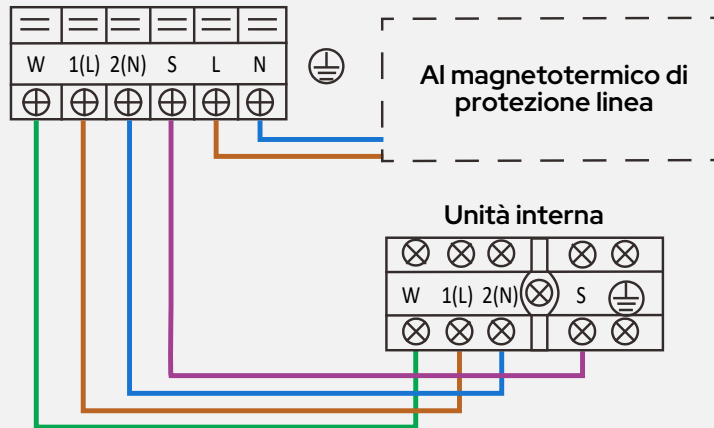 W 1(L) 2(N) S L N
Al magnetotermico di
protezione linea
Unità interna
W 1(L) 2(N) S